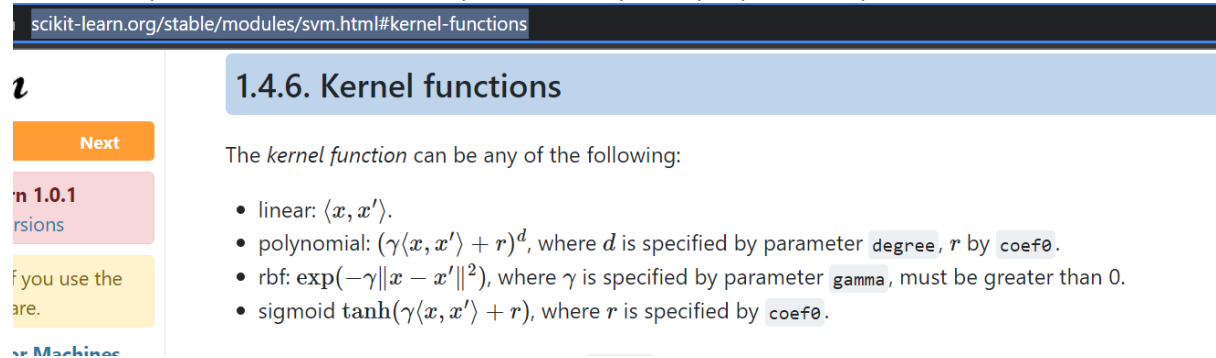 scikit-learn.org/stable/modules/svm.html#kernel-functions
1.4.6. Kernel functions
Next
The kernel function can be any of the following:
n 1.0.1
rsions
• linear: ⟨x, x′⟩.
• polynomial: (γ⟨x, x′⟩ + r)^d, where d is specified by parameter degree, r by coef0.
f you use the
• rbf: exp(−γ‖x − x′‖²), where γ is specified by parameter gamma, must be greater than 0.
are.
• sigmoid tanh(γ⟨x, x′⟩ + r), where r is specified by coef0.
or Machines